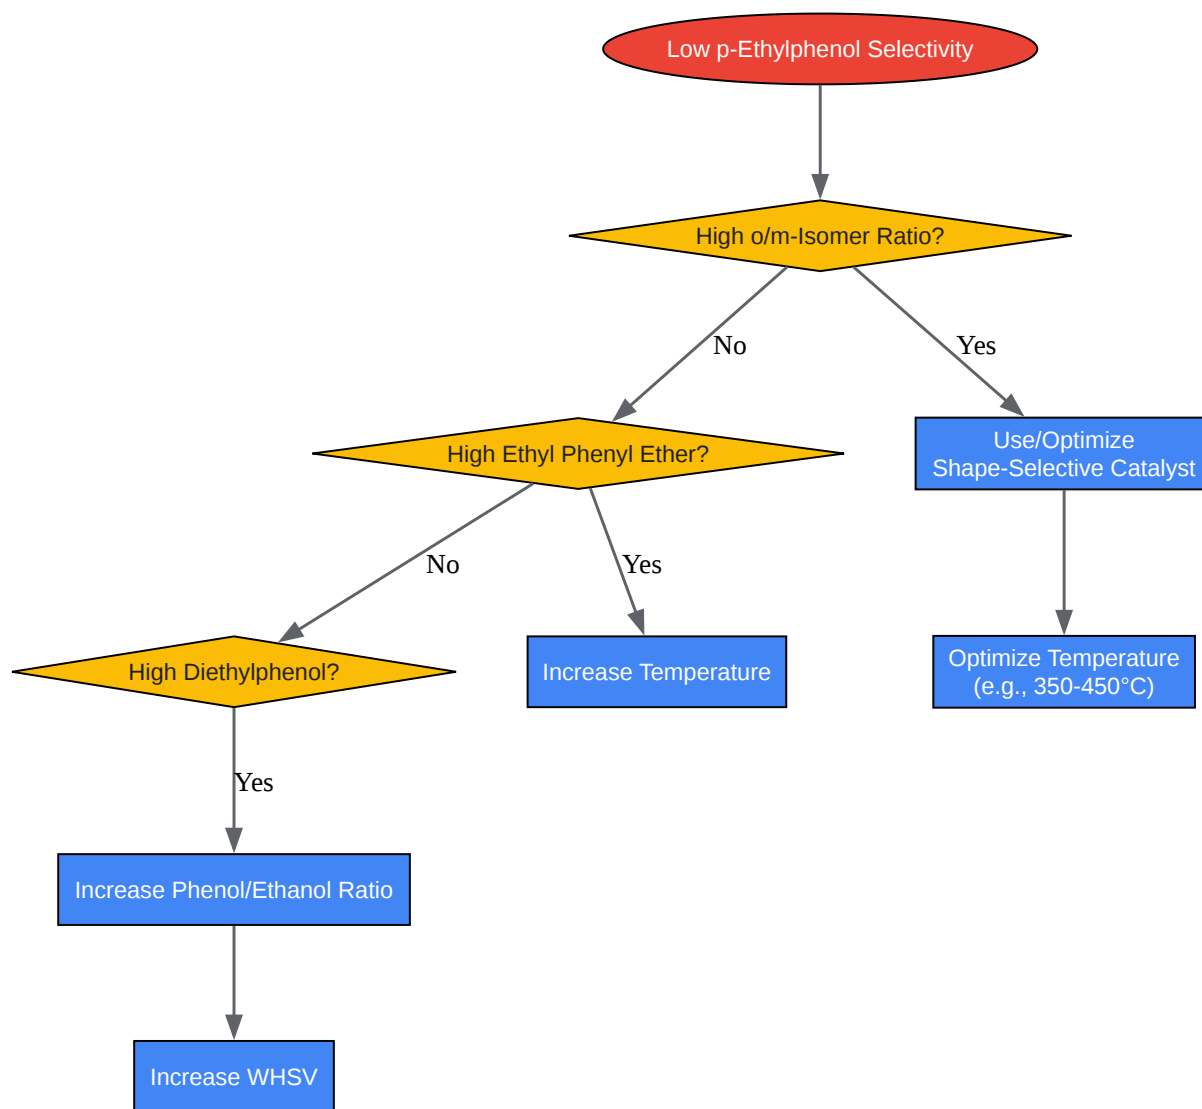 Low p-Ethylphenol Selectivity
High o/m-Isomer Ratio?
No
Yes
High Ethyl Phenyl Ether?
Use/Optimize
Shape-Selective Catalyst
No
Yes
High Diethylphenol?
Increase Temperature
Optimize Temperature
(e.g., 350-450°C)
Yes
Increase Phenol/Ethanol Ratio
Increase WHSV